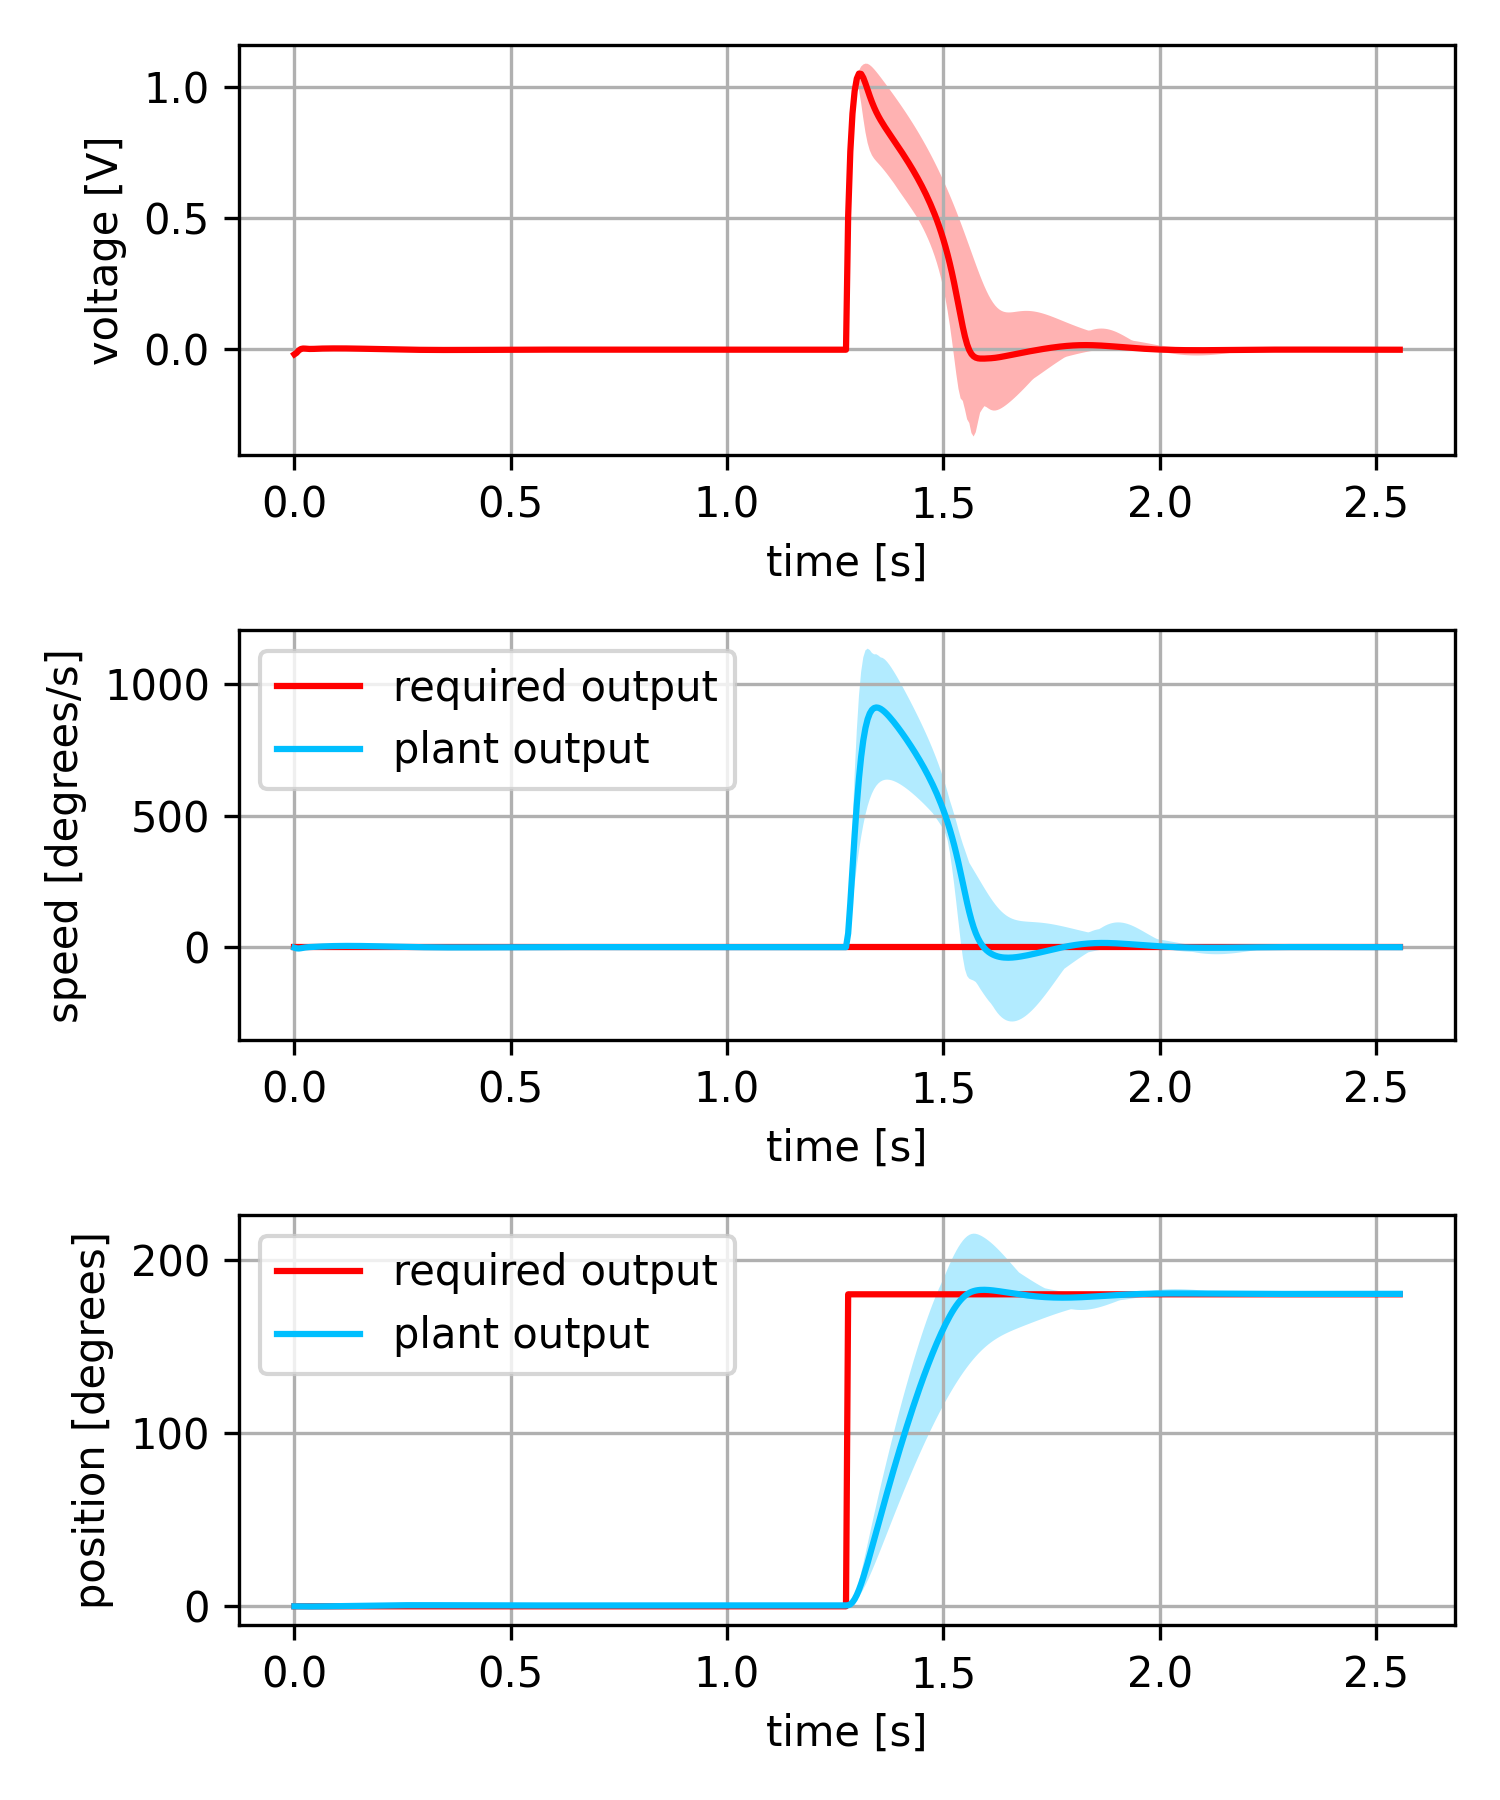 voltage [V]
1.0
0.5
0.0
0.0 0.5 1.0 1.5 2.0 2.5
time [s]
speed [degrees/s]
1000
500
0
required output
plant output
0.0 0.5 1.0 1.5 2.0 2.5
time [s]
position [degrees]
200
100
0
required output
plant output
0.0 0.5 1.0 1.5 2.0 2.5
time [s]